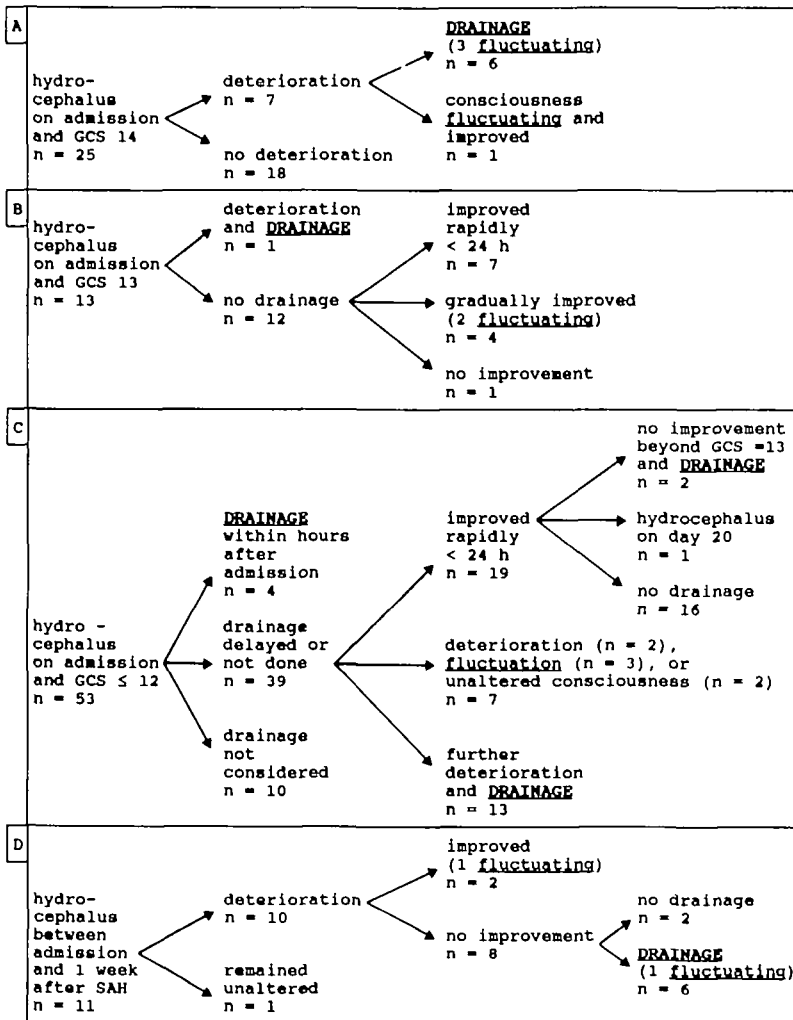 A
hydro-
cephalus
on admission
and GCS 14
n = 25
deterioration
n = 7
no deterioration
n = 18
DRAINAGE
(3 fluctuating)
n = 6
consciousness
fluctuating and
improved
n = 1
B
hydro-
cephalus
on admission
and GCS 13
n = 13
deterioration
and DRAINAGE
n = 1
no drainage
n = 12
improved
rapidly
< 24 h
n = 7
gradually improved
(2 fluctuating)
n = 4
no improvement
n = 1
C
hydro -
cephalus
on admission
and GCS ≤ 12
n = 53
DRAINAGE
within hours
after
admission
n = 4
drainage
delayed or
not done
n = 39
drainage
not
considered
n = 10
improved
rapidly
< 24 h
n = 19
deterioration (n = 2),
fluctuation (n = 3), or
unaltered consciousness (n = 2)
n = 7
further
deterioration
and DRAINAGE
n = 13
no improvement
beyond GCS =13
and DRAINAGE
n = 2
hydrocephalus
on day 20
n = 1
no drainage
n = 16
D
hydro-
cephalus
between
admission
and 1 week
after SAH
n = 11
deterioration
n = 10
remained
unaltered
n = 1
improved
(1 fluctuating)
n = 2
no improvement
n = 8
no drainage
n = 2
DRAINAGE
(1 fluctuating)
n = 6